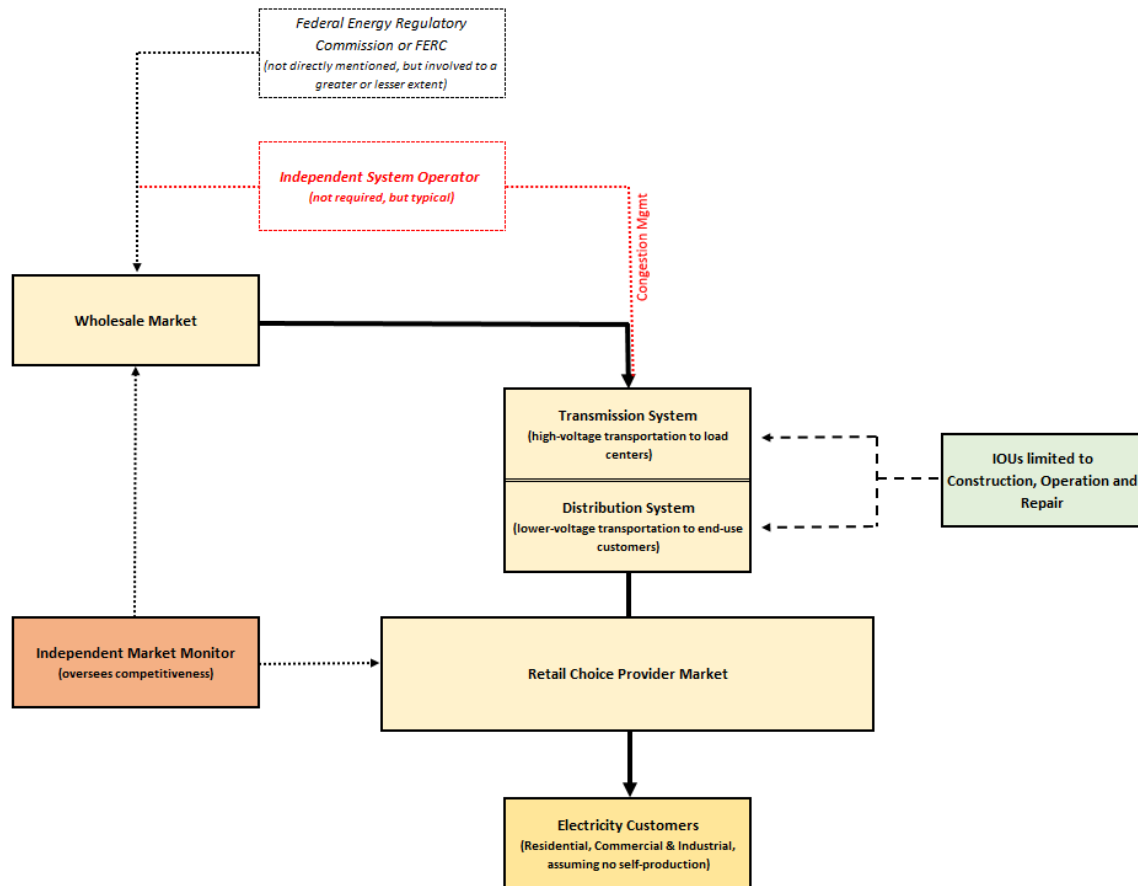 Federal Energy Regulatory
Commission or FERC
(not directly mentioned, but involved to a
greater or lesser extent)
Independent System Operator
(not required, but typical)
Congestion Mgmt
Wholesale Market
Transmission System
(high-voltage transportation to load
centers)
IOUs limited to
Construction, Operation and
Repair
Distribution System
(lower-voltage transportation to end-use
customers)
Independent Market Monitor
(oversees competitiveness)
Retail Choice Provider Market
Electricity Customers
(Residential, Commercial & Industrial,
assuming no self-production)